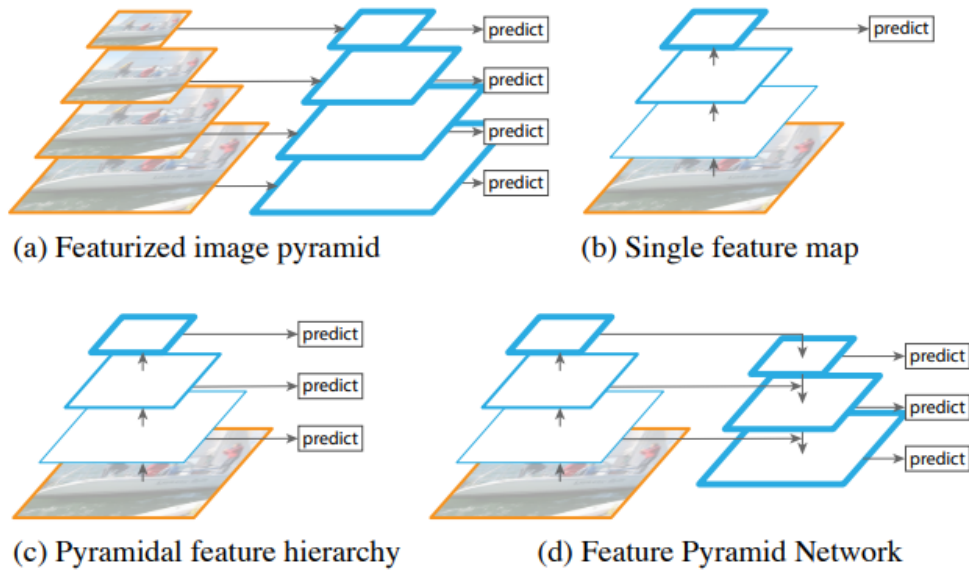 predict
predict
predict
predict
(a) Featurized image pyramid
predict
(b) Single feature map
predict
predict
predict
(c) Pyramidal feature hierarchy
predict
predict
predict
(d) Feature Pyramid Network